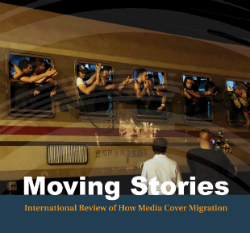 Moving Stories
International Review of How Media Cover Migration